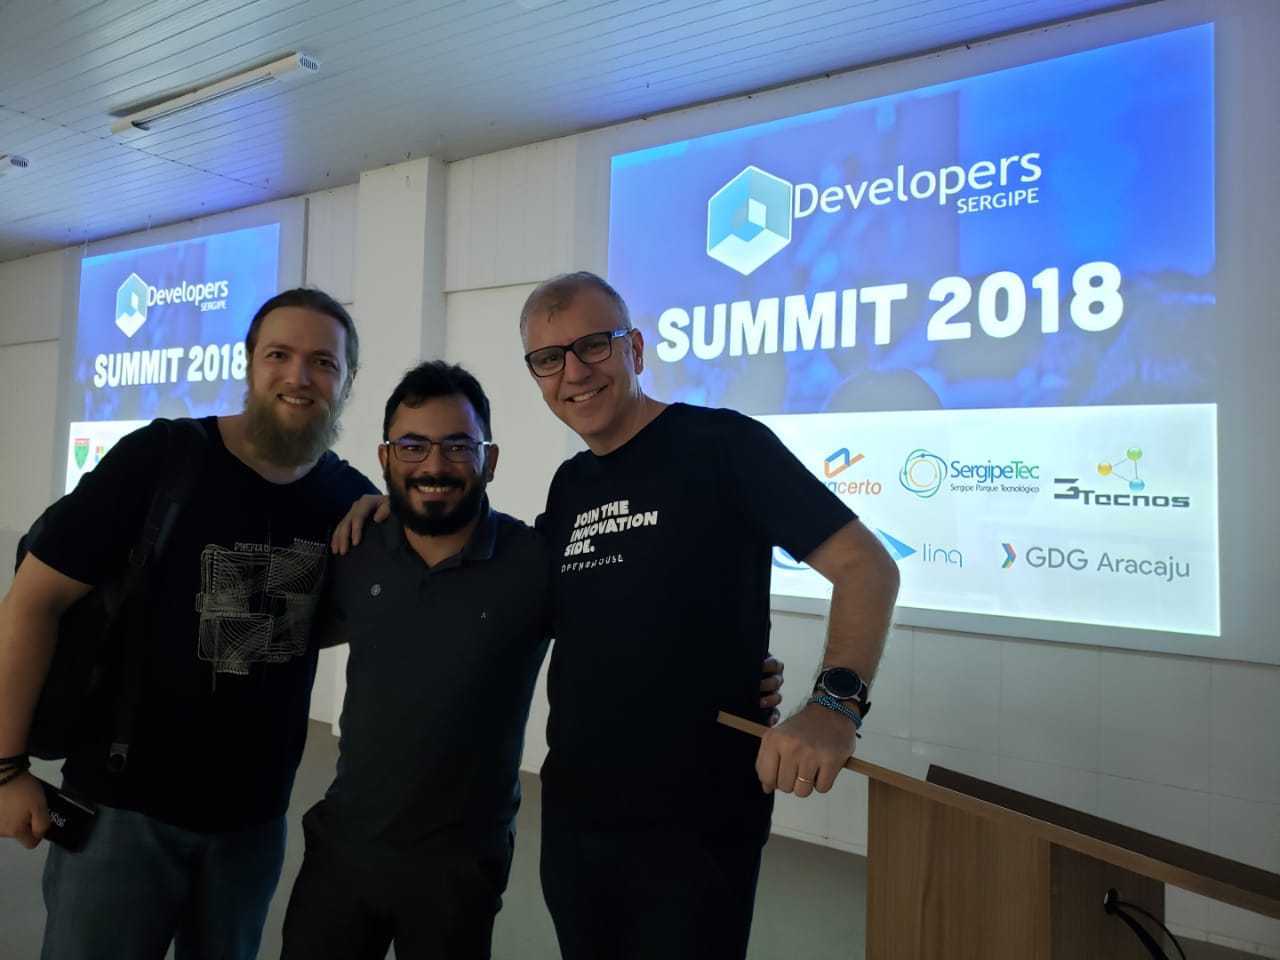 Developers
SERGIPE
SUMMIT 2018
Developers
SERGIPE
SUMMIT 2018
SergipeTec
Sergipe Parque Tecnológico
3Tecnos
linq
GDG Aracaju
JOIN THE
INNOVATION
SIDE.
OPENSHOUSE